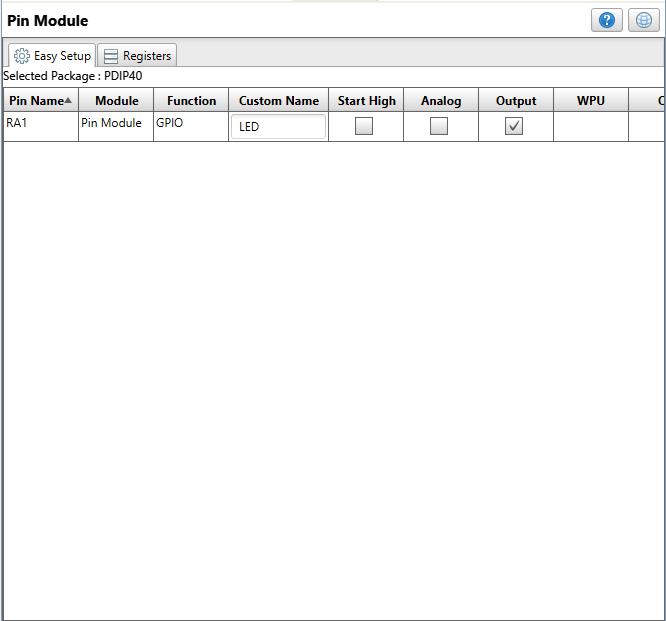 Pin Module
Easy Setup Registers
Selected Package : PDIP40
Pin Name Module Function Custom Name Start High Analog Output WPU
RA1 Pin Module GPIO LED